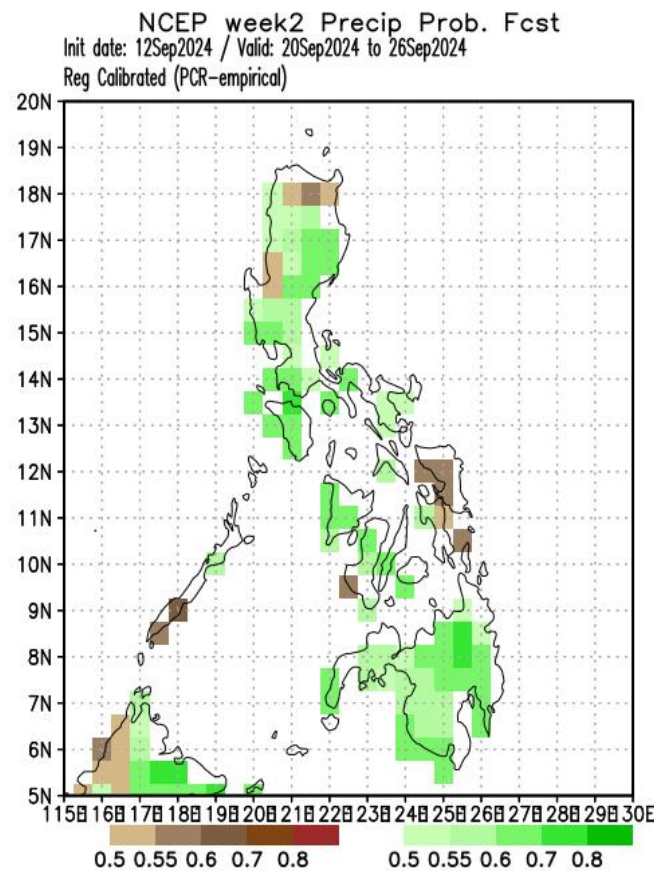 NCEP week2 Precip Prob. Fcst
Init date: 12Sep2024 / Valid: 20Sep2024 to 26Sep2024
Reg Calibrated (PCR-empirical)
20N
19N
18N
17N
16N
15N
14N
13N
12N
11N
10N
9N
8N
7N
6N
5N
115E 116E 117E 118E 119E 120E 121E 122E 123E 124E 125E 126E 127E 128E 129E 130E
0.5 0.55 0.6 0.7 0.8 0.5 0.55 0.6 0.7 0.8